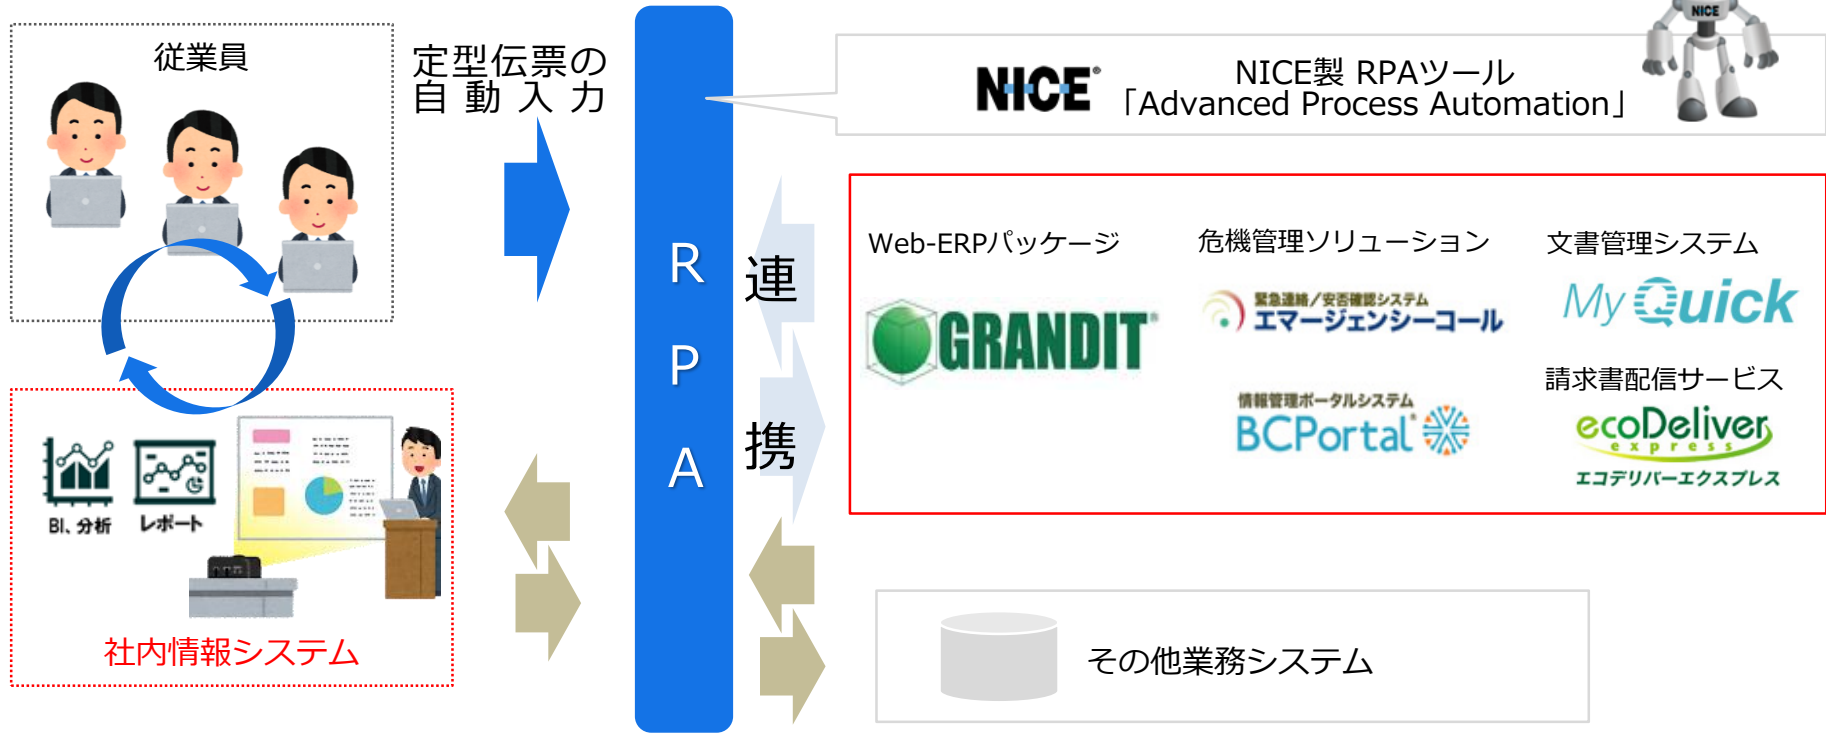 従業員
定型伝票の
自動入力
BI、分析
レポート
社内情報システム
R
P
A
連
携
NICE
NICE®
NICE製 RPAツール
「Advanced Process Automation」
Web-ERPパッケージ
GRANDIT®
危機管理ソリューション
緊急連絡/安否確認システム
エマージェンシーコール
情報管理ポータルシステム
BCPortal®
文書管理システム
My Quick
請求書配信サービス
ecoDeliver
express
エコデリバーエクスプレス
その他業務システム